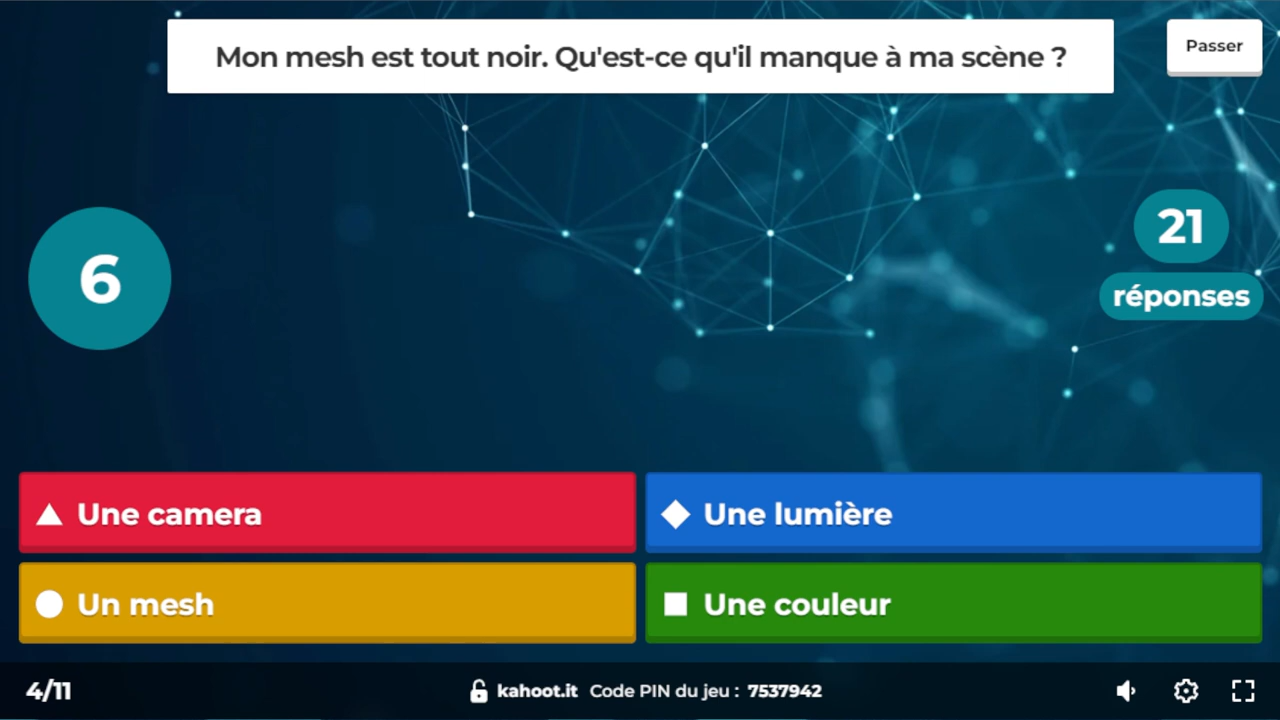 Mon mesh est tout noir. Qu'est-ce qu'il manque à ma scène ?
Passer
6
21
réponses
Une camera
Une lumière
Un mesh
Une couleur
4/11
kahoot.it Code PIN du jeu : 7537942